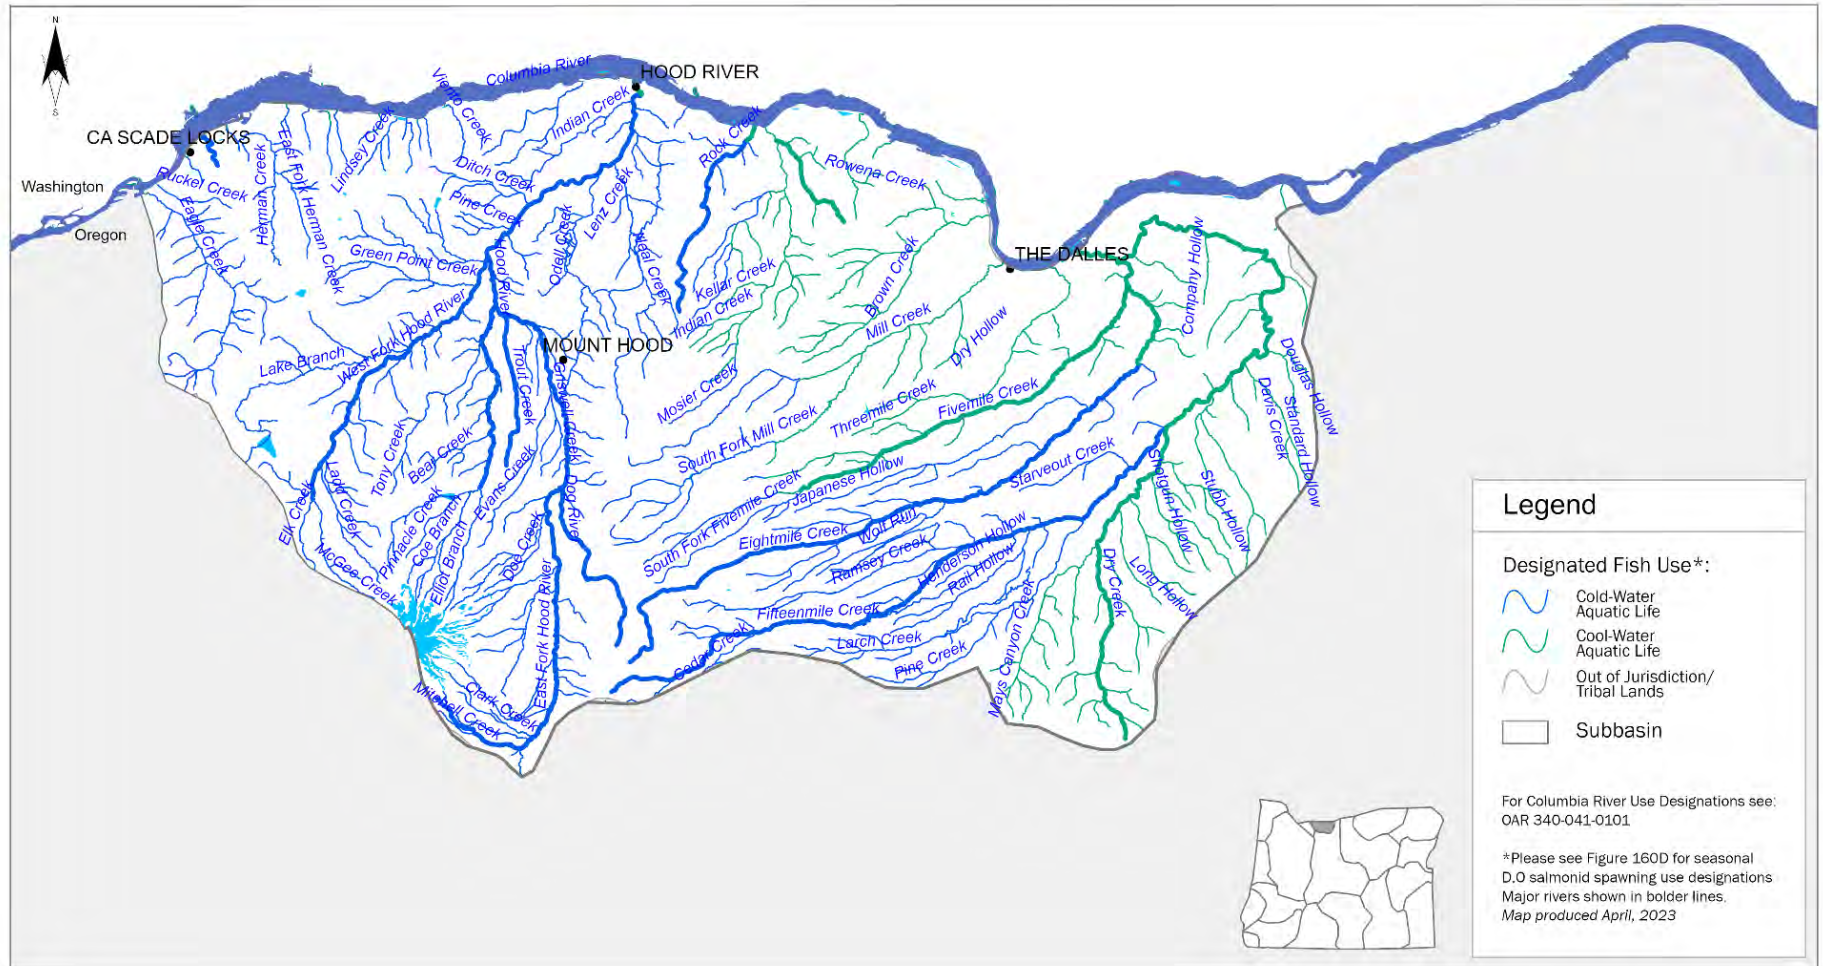 N
S
Columbia River
HOOD RIVER
CA SCADE LOCKS
Washington
Oregon
Viento Creek
Indian Creek
Rock Creek
Rowena Creek
Lindsey Creek
East Fork Herman Creek
Herman Creek
Ruckel Creek
Eagle Creek
Ditch Creek
Pine Creek
Lenz Creek
Odell Creek
Neal Creek
Green Point Creek
Hood River
Kellar Creek
Indian Creek
Brown Creek
THE DALLES
Company Hollow
Mill Creek
Dry Hollow
West Fork Hood River
Lake Branch
MOUNT HOOD
Trout Creek
Griswell Creek
Mosier Creek
Threemile Creek
Fivemile Creek
South Fork Mill Creek
Douglas Hollow
Davis Creek
Standard Hollow
Tony Creek
Bear Creek
Evans Creek
Dog River
South Fork Fivemile Creek
Japanese Hollow
Starveout Creek
Shotgun Hollow
Stubb Hollow
Elk Creek
Ladd Creek
McGee Creek
Pinnacle Creek
Coe Branch
Elliot Branch
Doe Creek
Eightmile Creek
Wolf Run
Ramsey Creek
Henderson Hollow
Rail Hollow
Dry Creek
Long Hollow
East Fork Hood River
Fifteenmile Creek
Larch Creek
Pine Creek
Mays Canyon Creek
Cedar Creek
Clark Creek
Mitchell Creek
Legend
Designated Fish Use*:
Cold-Water
Aquatic Life
Cool-Water
Aquatic Life
Out of Jurisdiction/
Tribal Lands
Subbasin
For Columbia River Use Designations see:
OAR 340-041-0101
*Please see Figure 160D for seasonal
D.O salmonid spawning use designations
Major rivers shown in bolder lines.
Map produced April, 2023